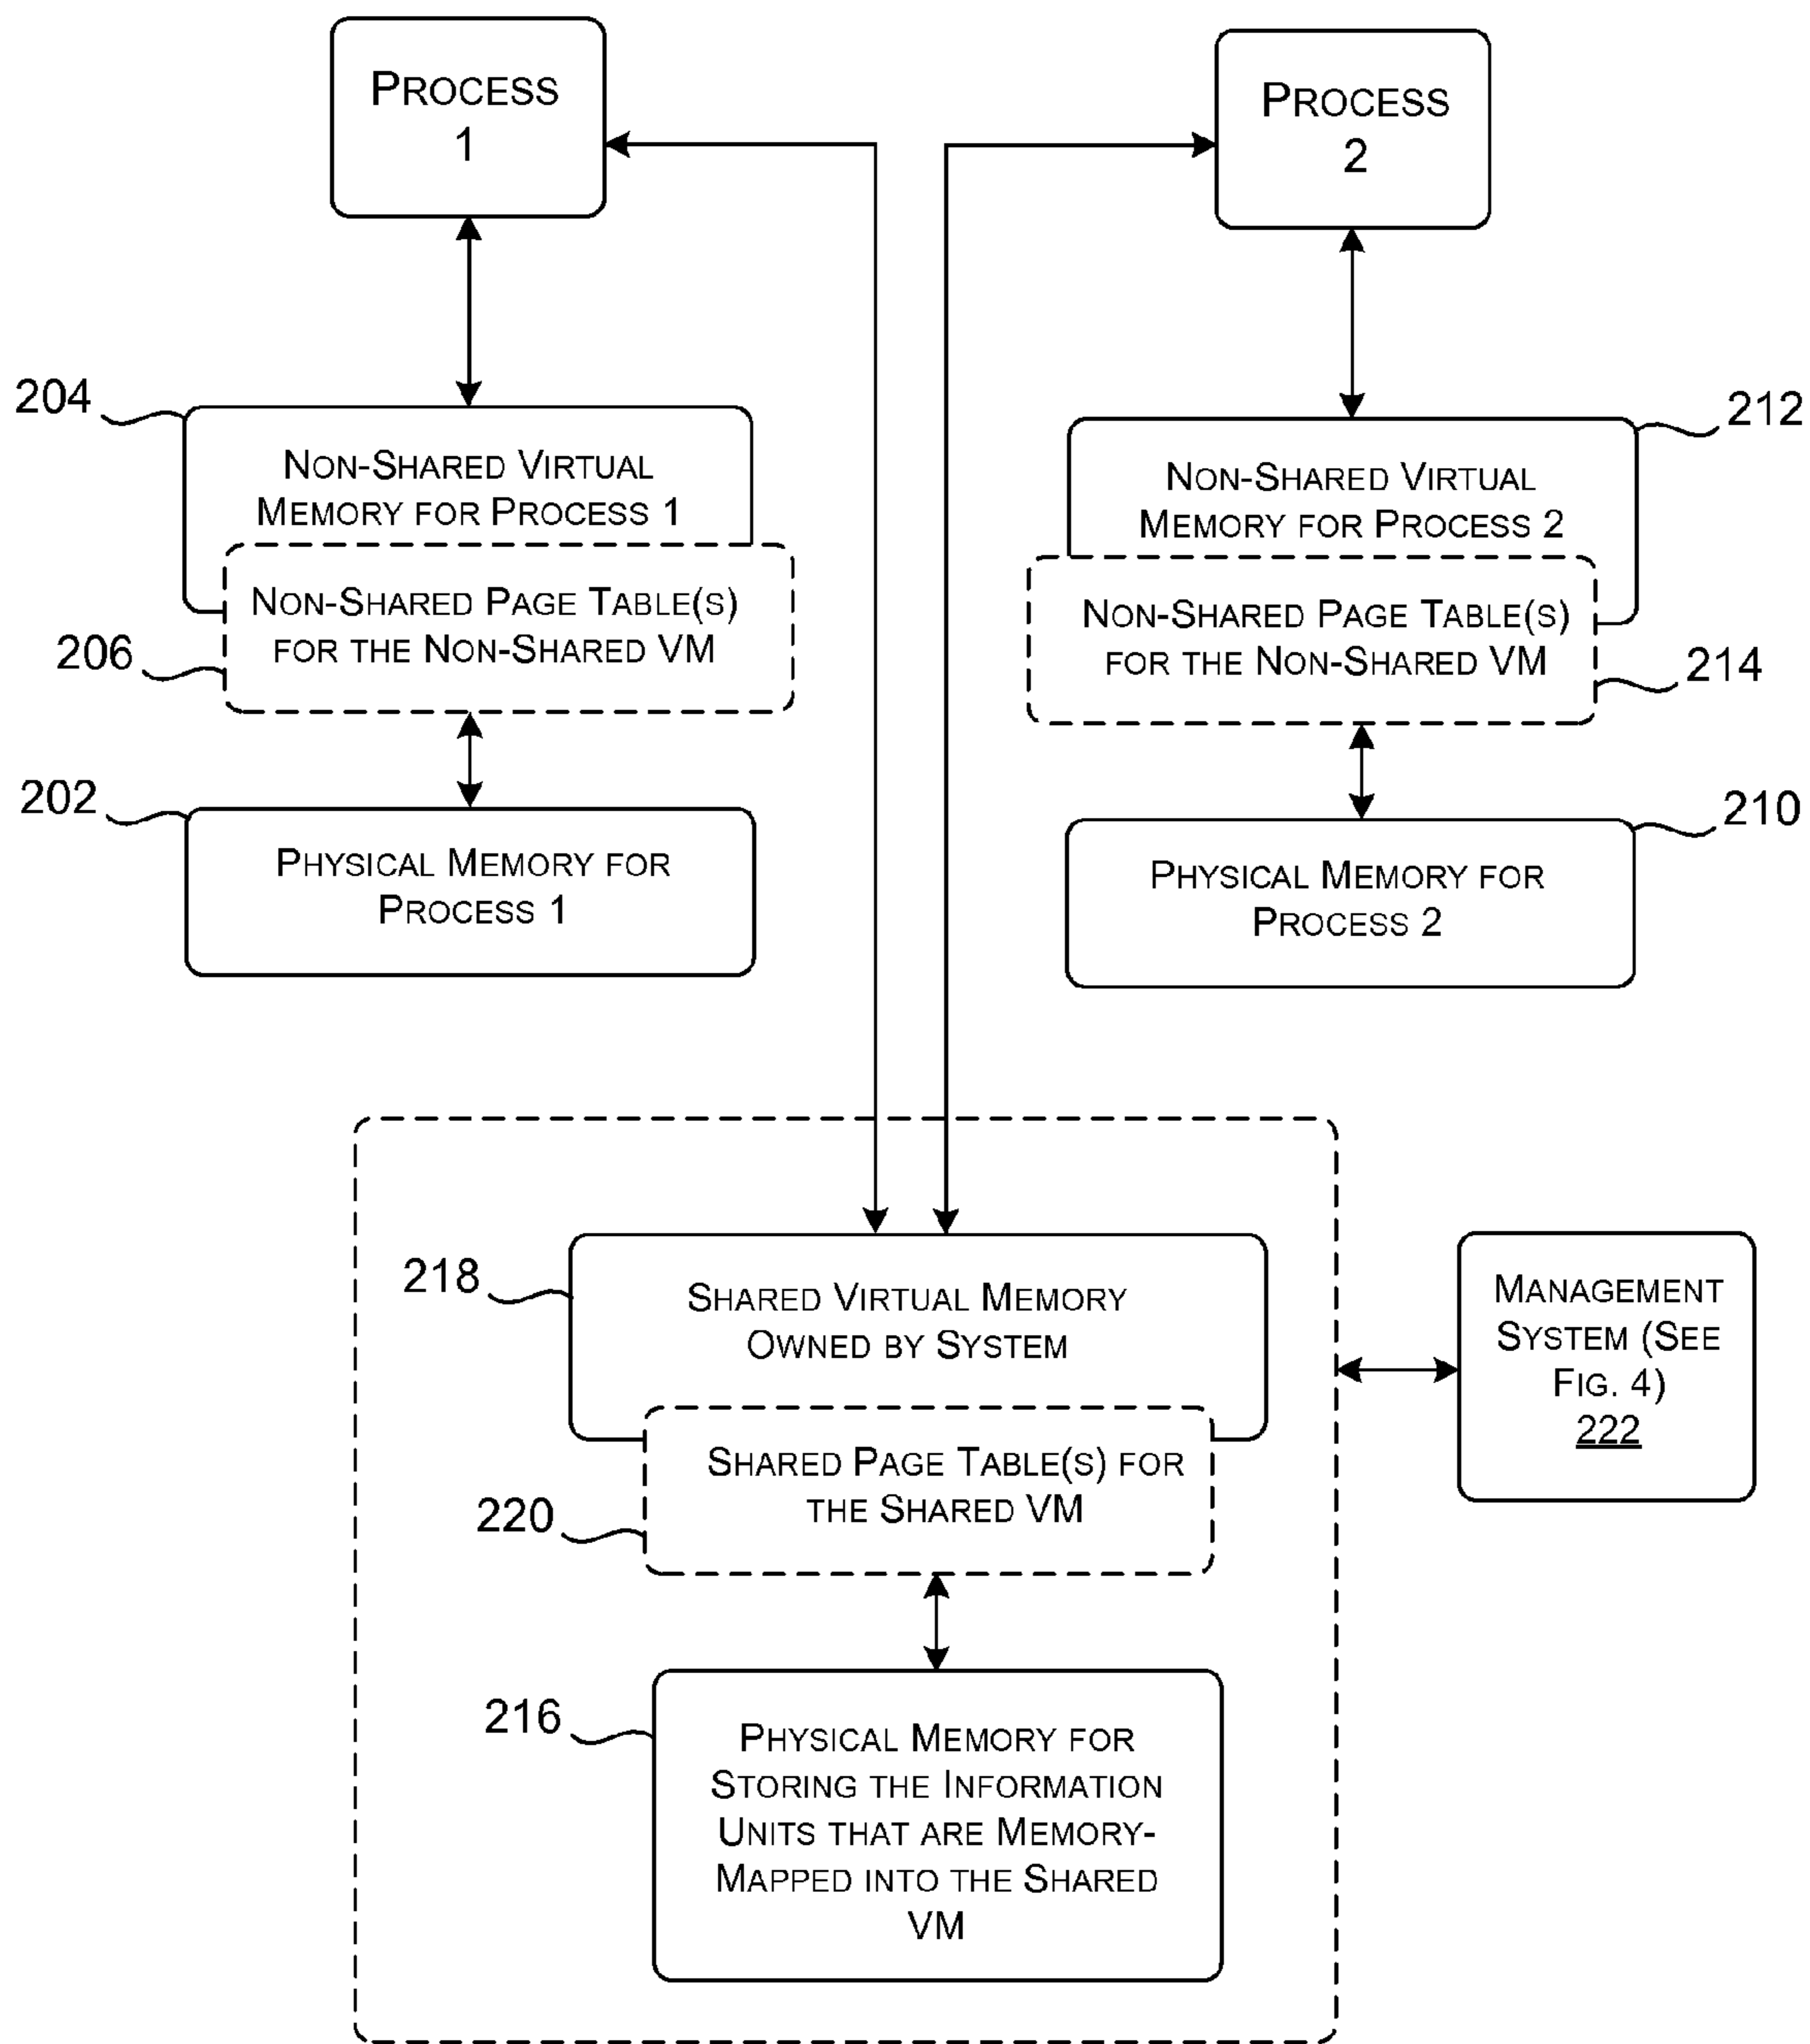 PROCESS
1
PROCESS
2
204
NON-SHARED VIRTUAL
MEMORY FOR PROCESS 1
212
NON-SHARED VIRTUAL
MEMORY FOR PROCESS 2
206
NON-SHARED PAGE TABLE(S)
FOR THE NON-SHARED VM
NON-SHARED PAGE TABLE(S)
FOR THE NON-SHARED VM
214
202
PHYSICAL MEMORY FOR
PROCESS 1
210
PHYSICAL MEMORY FOR
PROCESS 2
218
SHARED VIRTUAL MEMORY
OWNED BY SYSTEM
MANAGEMENT
SYSTEM (SEE
FIG. 4)
222
220
SHARED PAGE TABLE(S) FOR
THE SHARED VM
216
PHYSICAL MEMORY FOR
STORING THE INFORMATION
UNITS THAT ARE MEMORY-
MAPPED INTO THE SHARED
VM